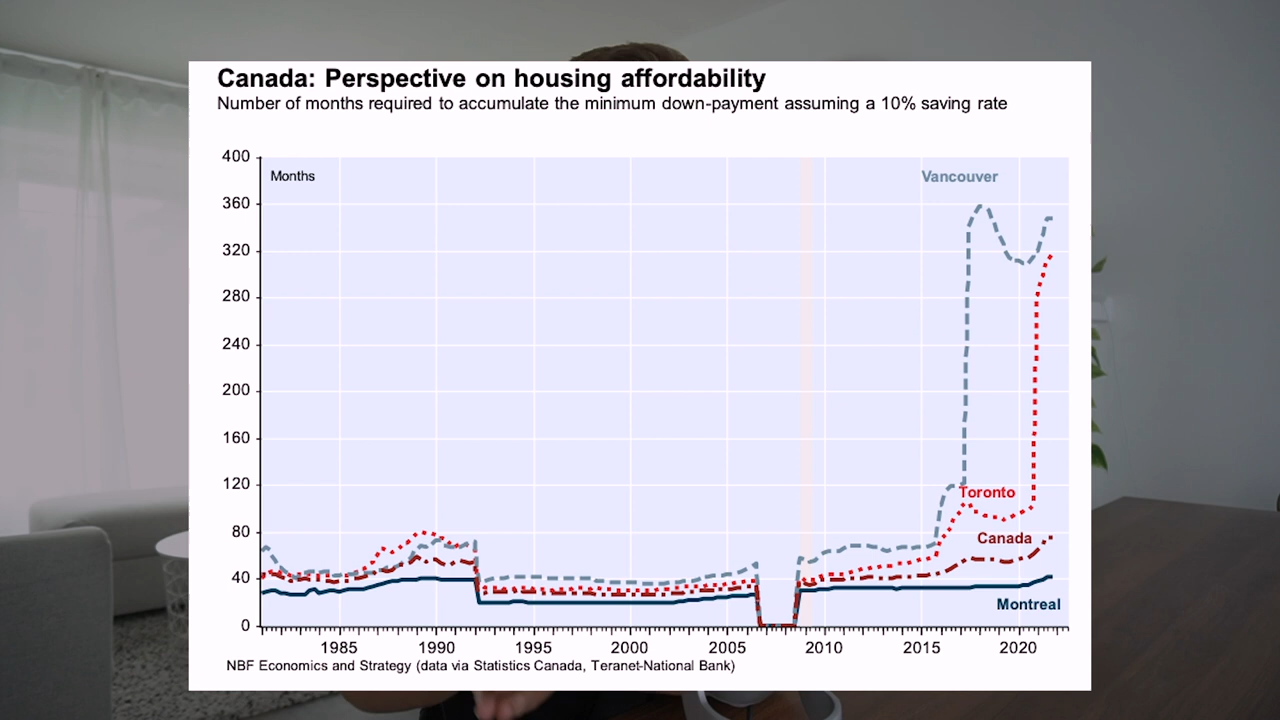 Canada: Perspective on housing affordability
Number of months required to accumulate the minimum down-payment assuming a 10% saving rate
400
Months
Vancouver
360
320
280
240
200
160
120
Toronto
80
Canada
40
Montreal
0
1985 1990 1995 2000 2005 2010 2015 2020
NBF Economics and Strategy (data via Statistics Canada, Teranet-National Bank)